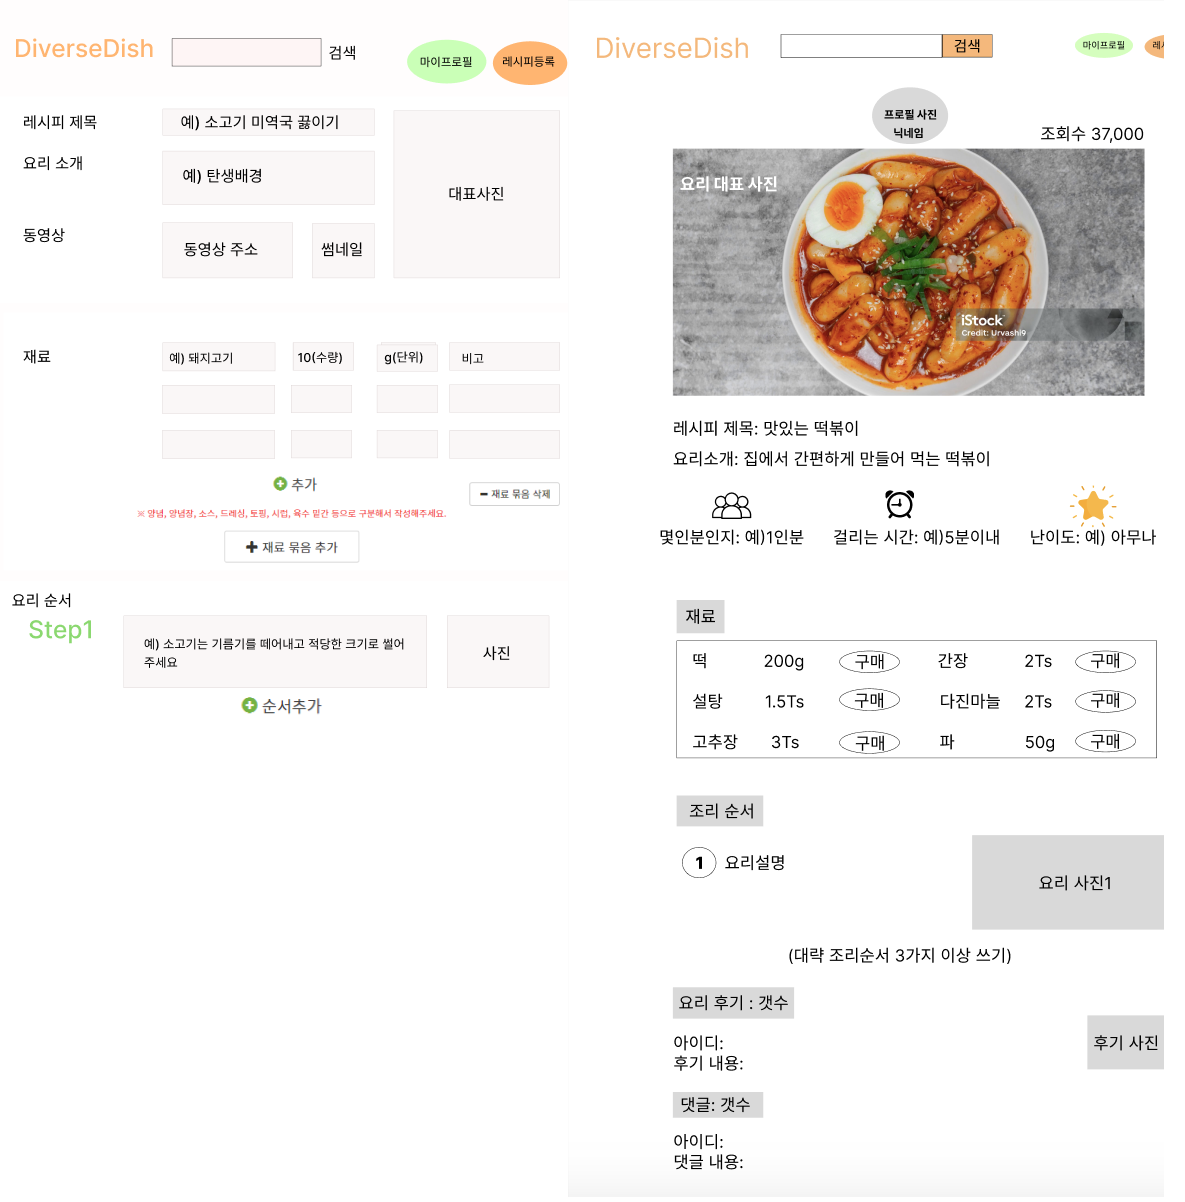 DiverseDish
검색
마이프로필
레시피등록
레시피 제목
예) 소고기 미역국 끓이기
요리 소개
예) 탄생배경
대표사진
동영상
동영상 주소
썸네일
재료
예) 돼지고기
10(수량)
g(단위)
비고
추가
재료 묶음 삭제
※ 양념, 양념장, 소스, 드레싱, 토핑, 시럽, 육수 밑간 등으로 구분해서 작성해주세요.
재료 묶음 추가
요리 순서
Step1
예) 소고기는 기름기를 떼어내고 적당한 크기로 썰어
주세요
사진
순서추가
DiverseDish
검색
마이프로필
레시
프로필 사진
닉네임
조회수 37,000
요리 대표 사진
iStock
Credit: Urvashi9
레시피 제목: 맛있는 떡볶이
요리소개: 집에서 간편하게 만들어 먹는 떡볶이
몇인분인지: 예)1인분
걸리는 시간: 예)5분이내
난이도: 예) 아무나
재료
떡 200g 구매 간장 2Ts 구매
설탕 1.5Ts 구매 다진마늘 2Ts 구매
고추장 3Ts 구매 파 50g 구매
조리 순서
1 요리설명
요리 사진1
(대략 조리순서 3가지 이상 쓰기)
요리 후기 : 갯수
아이디:
후기 내용:
후기 사진
댓글: 갯수
아이디:
댓글 내용: